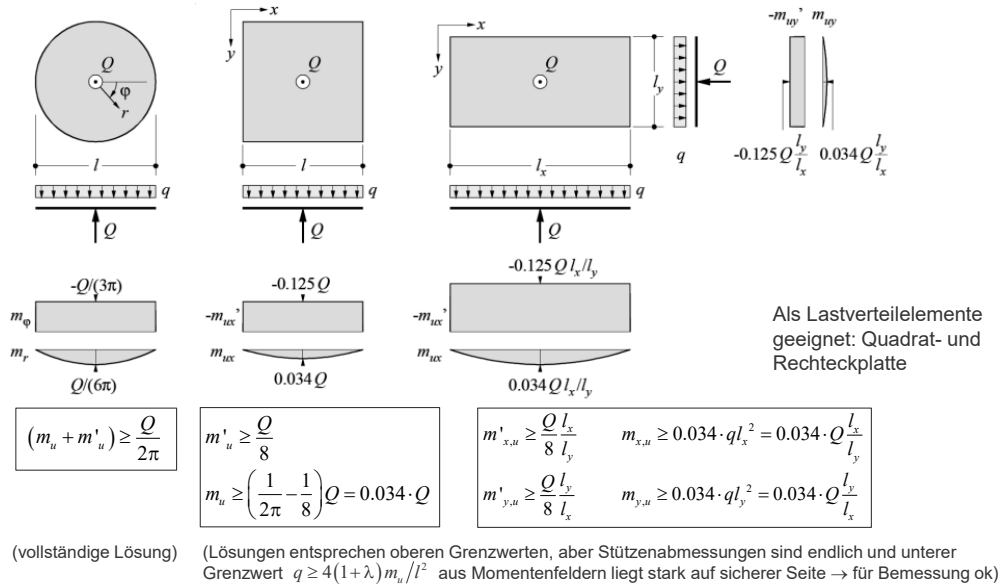 x
y
Q
φ
r
l
q
Q
x
y
Q
l
q
Q
x
y
Q
l_y
l_x
q
Q
q
Q
-m_uy'
m_uy
-0.125 Q l_y/l_x
0.034 Q l_y/l_x
-Q/(3π)
m_φ
m_r
Q/(6π)
-0.125 Q
-m_ux'
m_ux
0.034 Q
-0.125 Q l_x/l_y
-m_ux'
m_ux
0.034 Q l_x/l_y
Als Lastverteilelemente
geeignet: Quadrat- und
Rechteckplatte
(m_u + m'_u) ≥ Q/2π
m'_u ≥ Q/8
m_u ≥ (1/2π - 1/8) Q = 0.034 · Q
m'_x,u ≥ Q/8 l_x/l_y m_x,u ≥ 0.034 · ql_x² = 0.034 · Q l_x/l_y
m'_y,u ≥ Q/8 l_y/l_x m_y,u ≥ 0.034 · ql_y² = 0.034 · Q l_y/l_x
(vollständige Lösung)
(Lösungen entsprechen oberen Grenzwerten, aber Stützenabmessungen sind endlich und unterer
Grenzwert q ≥ 4(1+λ) m_u/l² aus Momentenfeldern liegt stark auf sicherer Seite → für Bemessung ok)